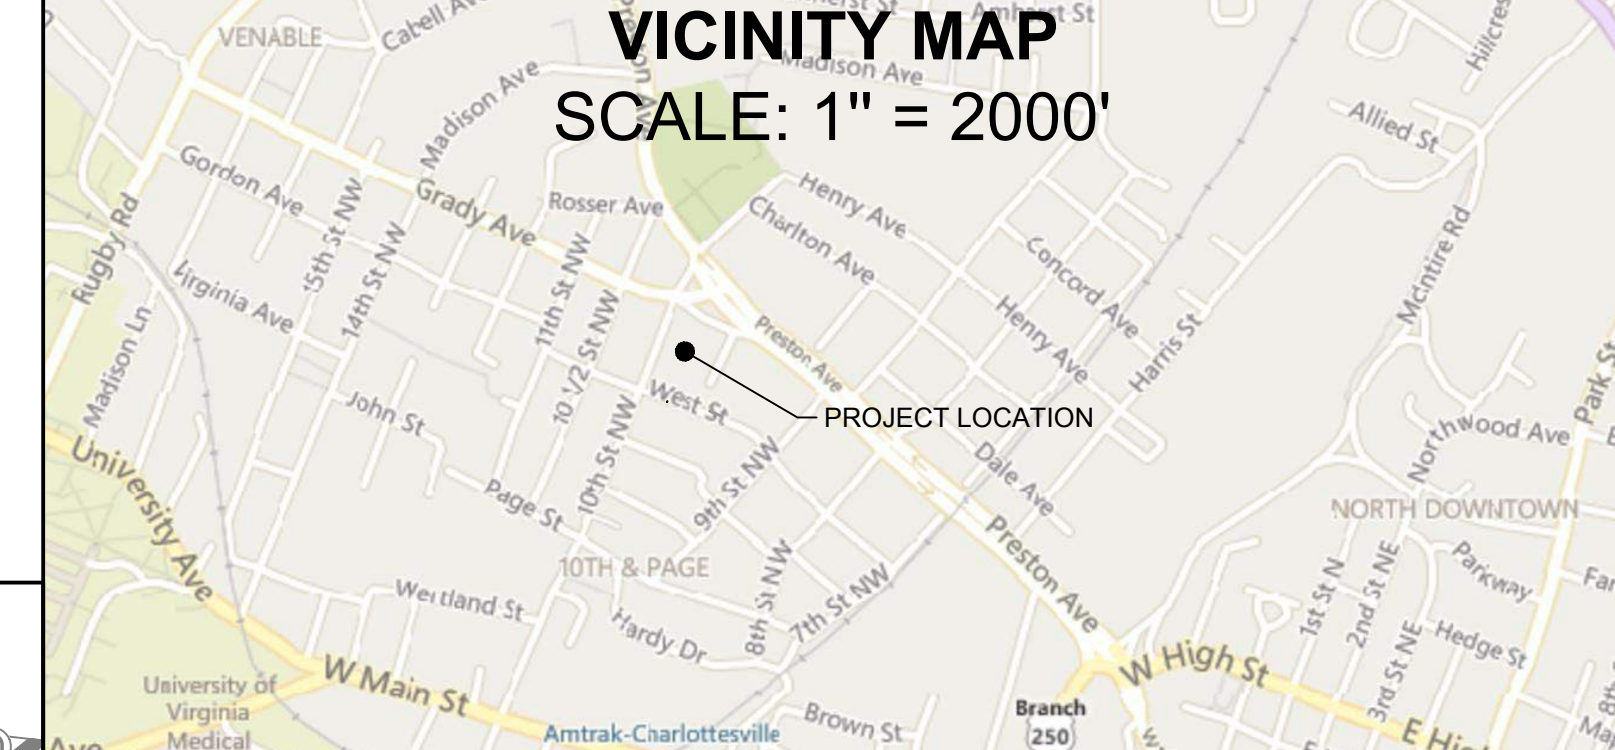 VICINITY MAP
SCALE: 1" = 2000'
PROJECT LOCATION
VENABLE
Cabell Ave
Amherst St
Madison Ave
Madison Ave
Allied St
Gordon Ave
Grady Ave
Rosser Ave
Henry Ave
Charlton Ave
Concord Ave
Henry Ave
Harris St
McIntire Rd
Rugby Rd
15th St NW
14th St NW
Virginia Ave
Madison Ln
11th St NW
10 1/2 St NW
Preston Ave
West St
John St
10th St NW
9th St NW
Dale Ave
Northwood Ave
Park St
University Ave
Page St
Preston Ave
NORTH DOWNTOWN
10TH & PAGE
Wertland St
Hardy Dr
8th St NW
7th St NW
1st St N
2nd St NE
3rd St NE
Parkway
Hedge St
W High St
W Main St
University of
Virginia
Medical
Amtrak-Charlottesville
Brown St
Branch
250
Ave